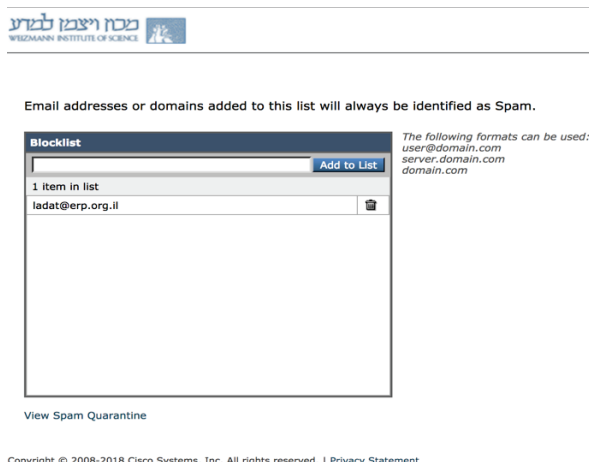 מכון ויצמן למדע
WEIZMANN INSTITUTE OF SCIENCE
Email addresses or domains added to this list will always be identified as Spam.
Blocklist
Add to List
1 item in list
ladat@erp.org.il
The following formats can be used:
user@domain.com
server.domain.com
domain.com
View Spam Quarantine
Copyright © 2008-2018 Cisco Systems, Inc. All rights reserved. | Privacy Statement